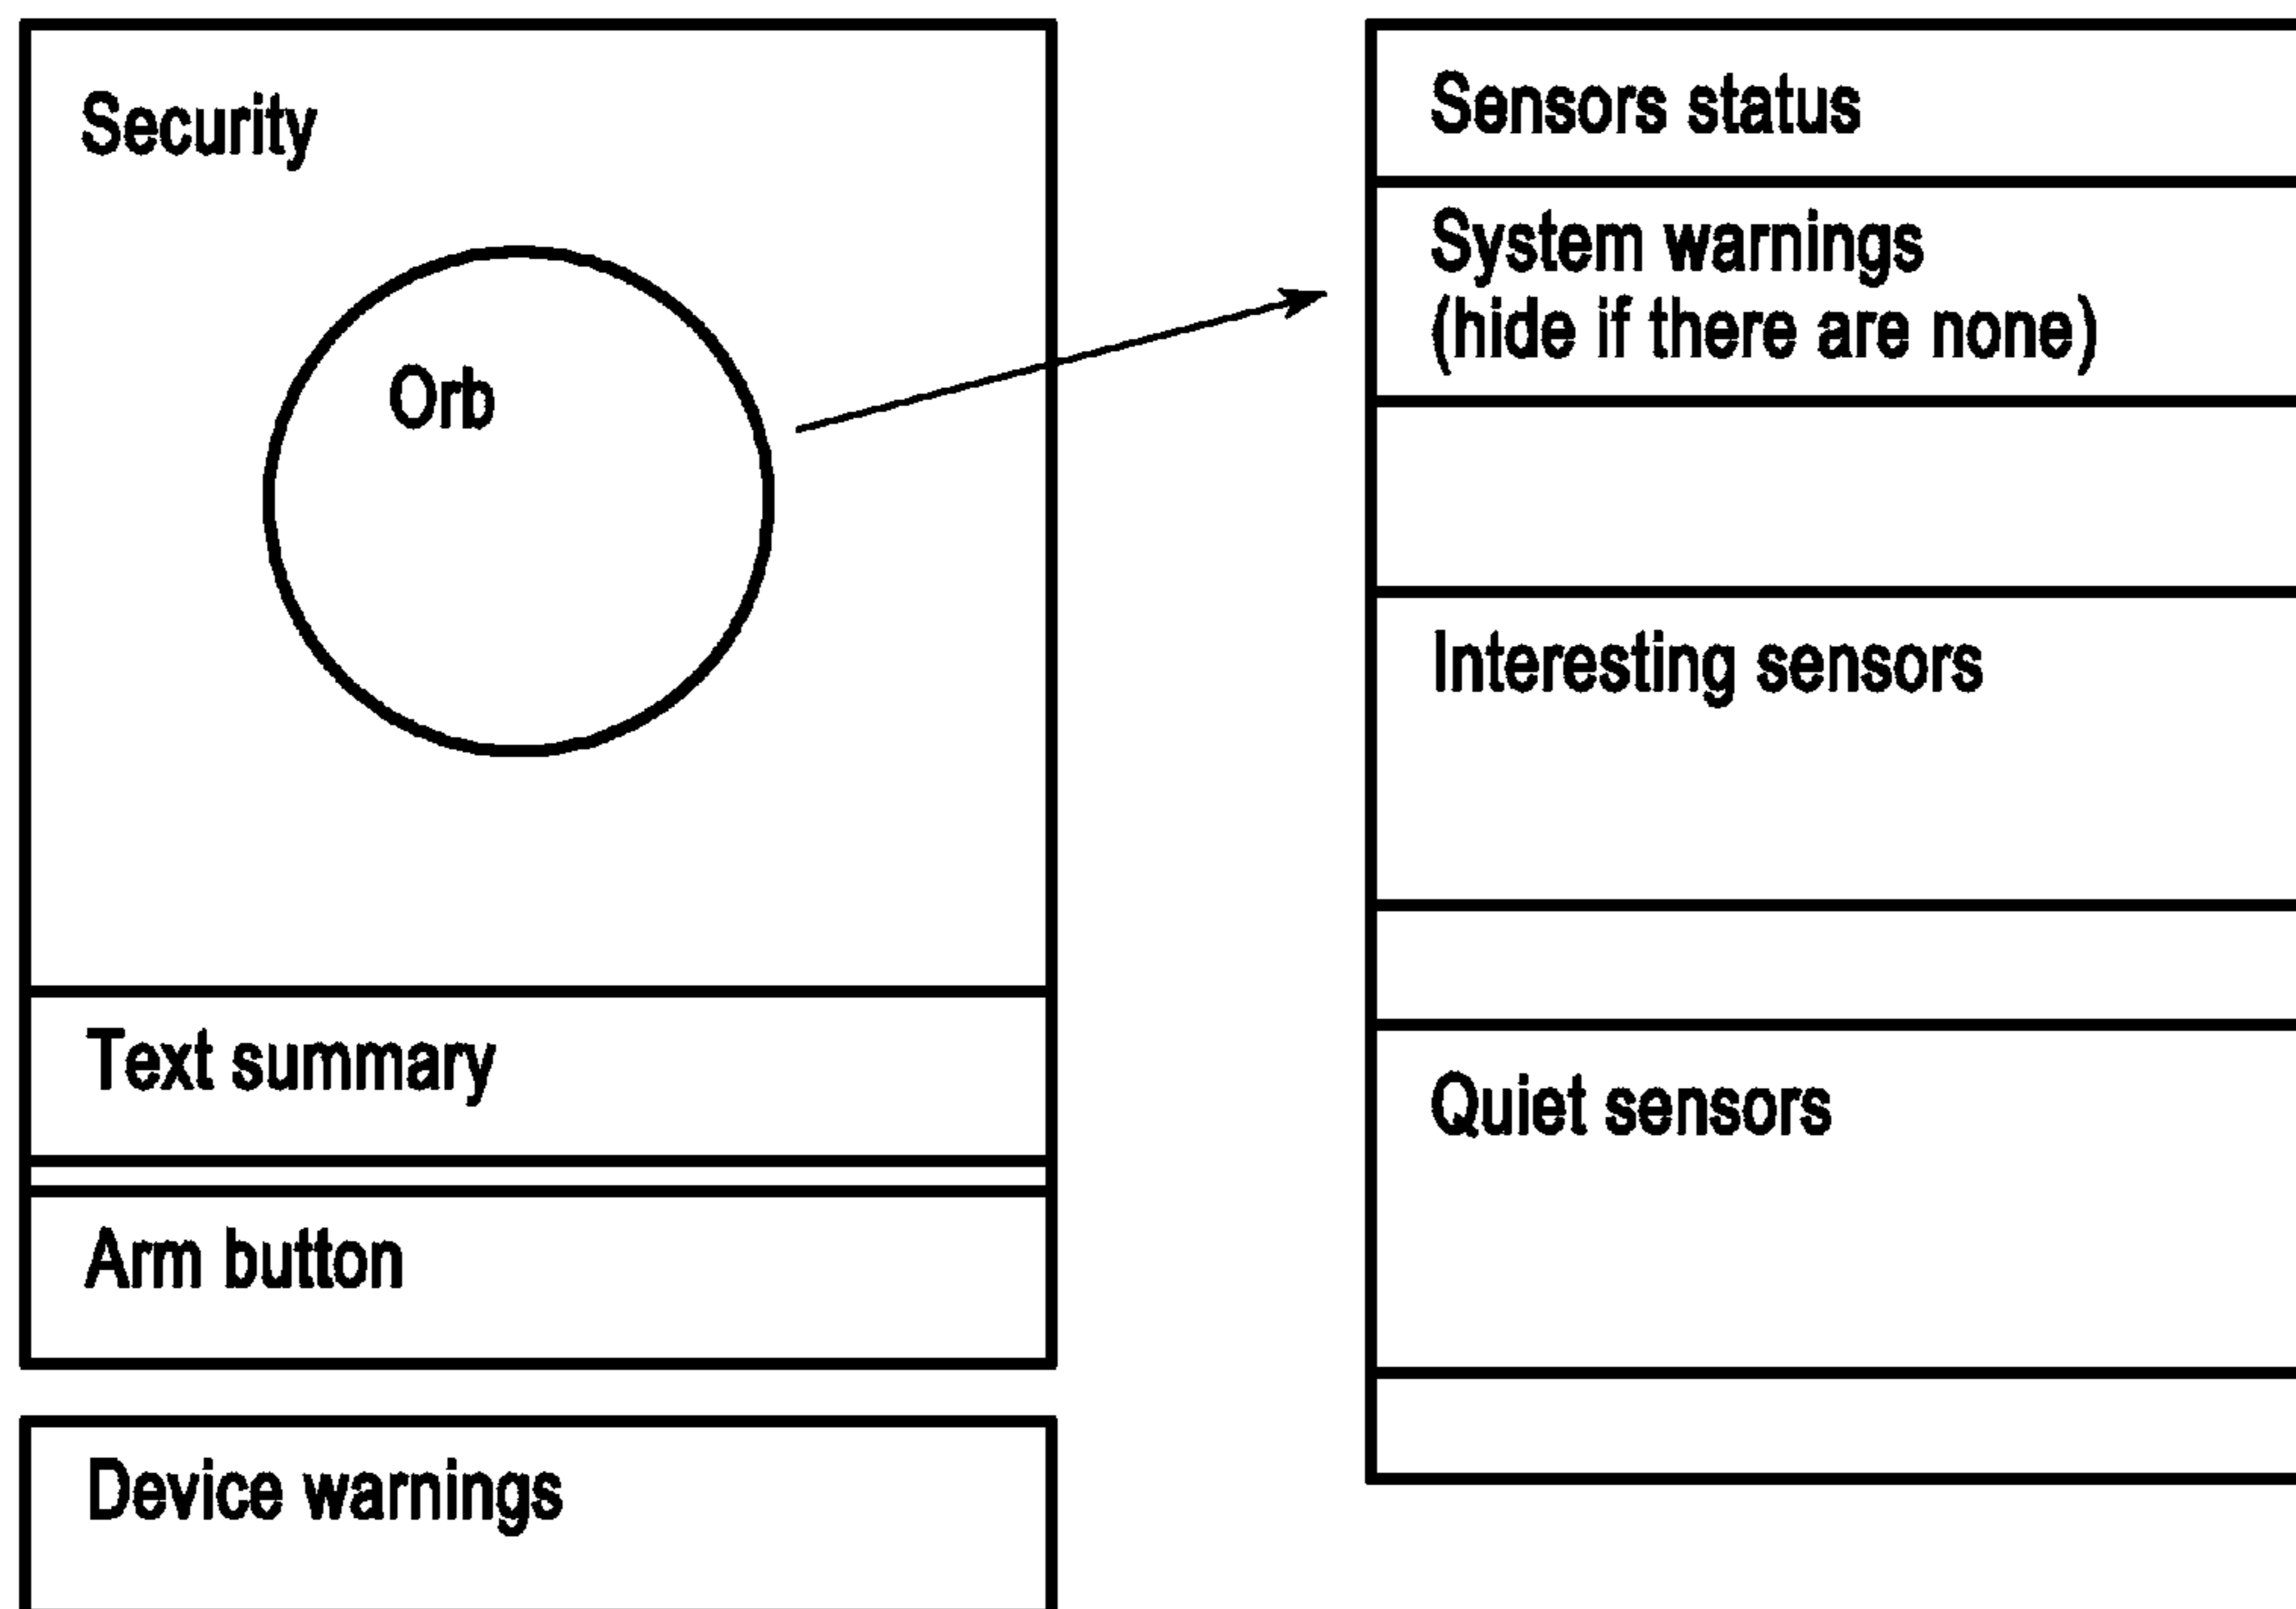 Security
Orb
Text summary
Arm button
Device warnings
Sensors status
System warnings
(hide if there are none)
Interesting sensors
Quiet sensors